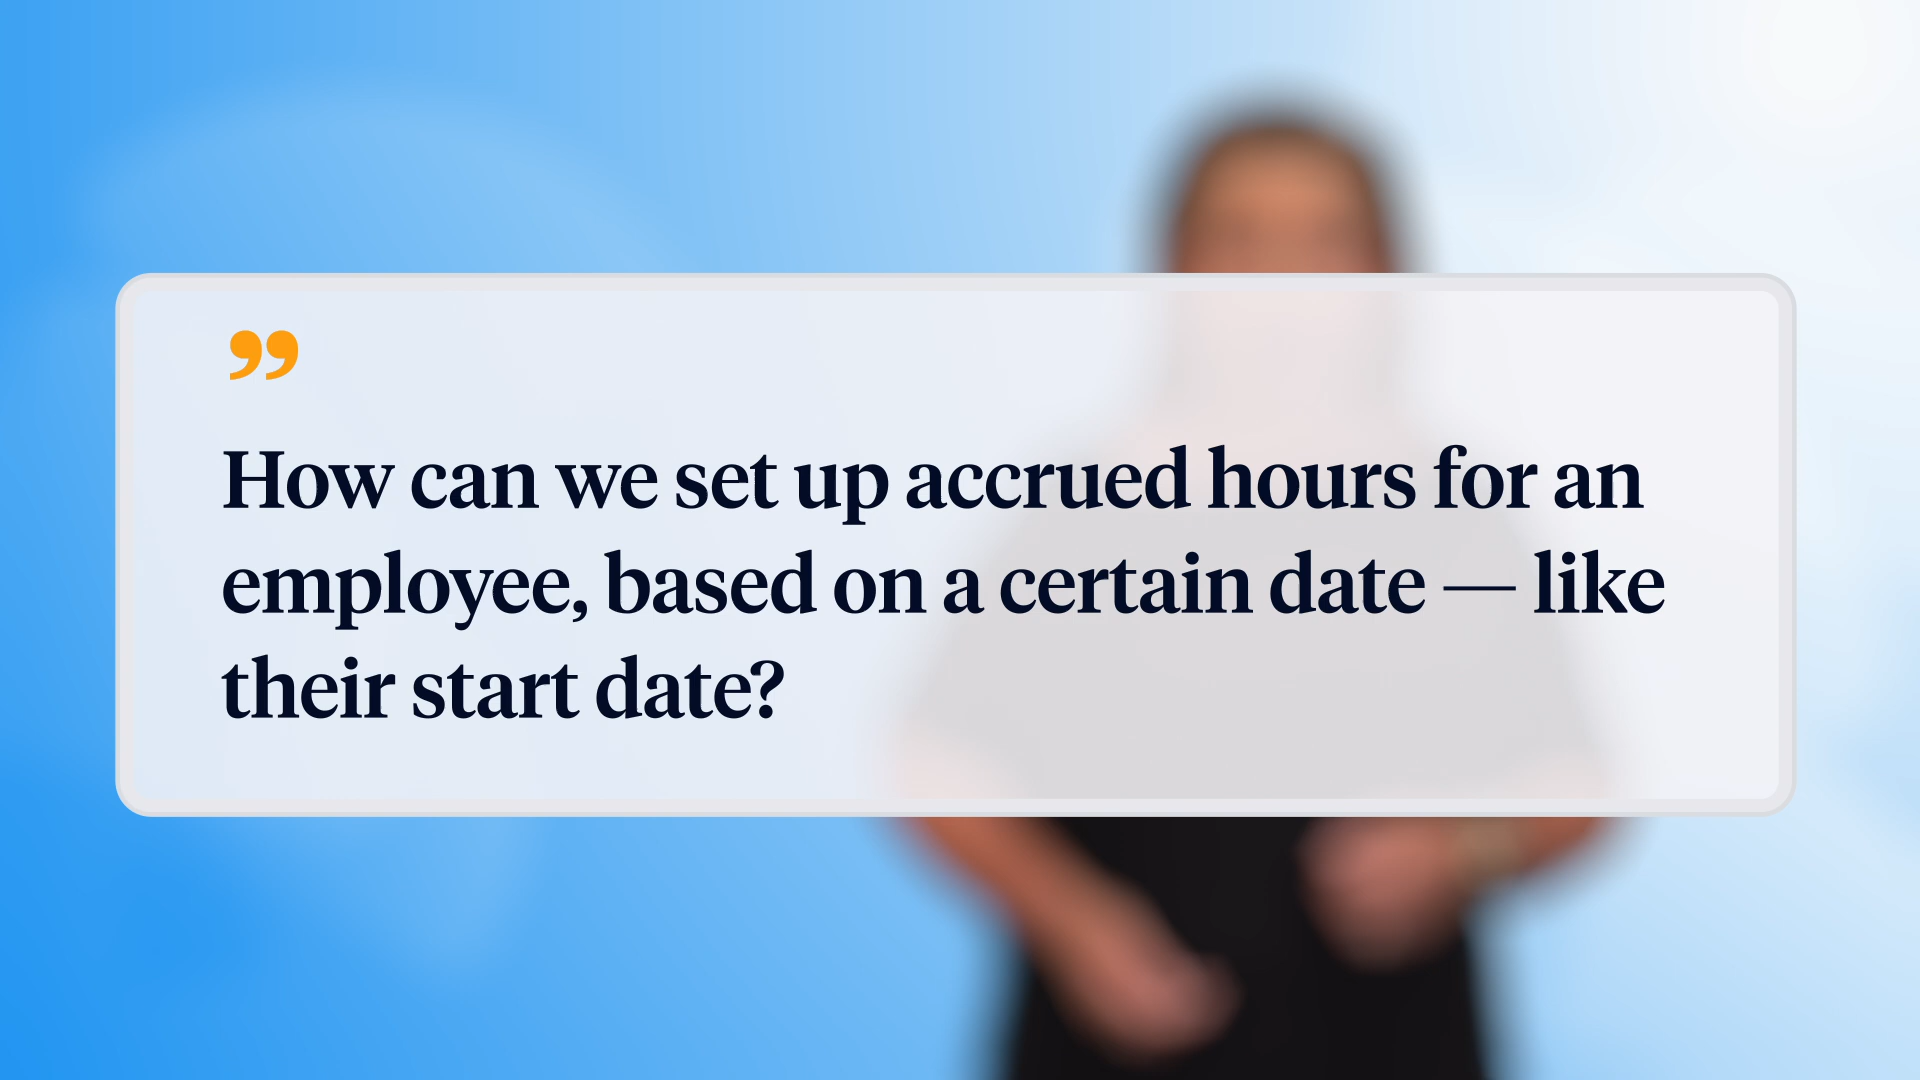 ”
How can we set up accrued hours for an
employee, based on a certain date — like
their start date?